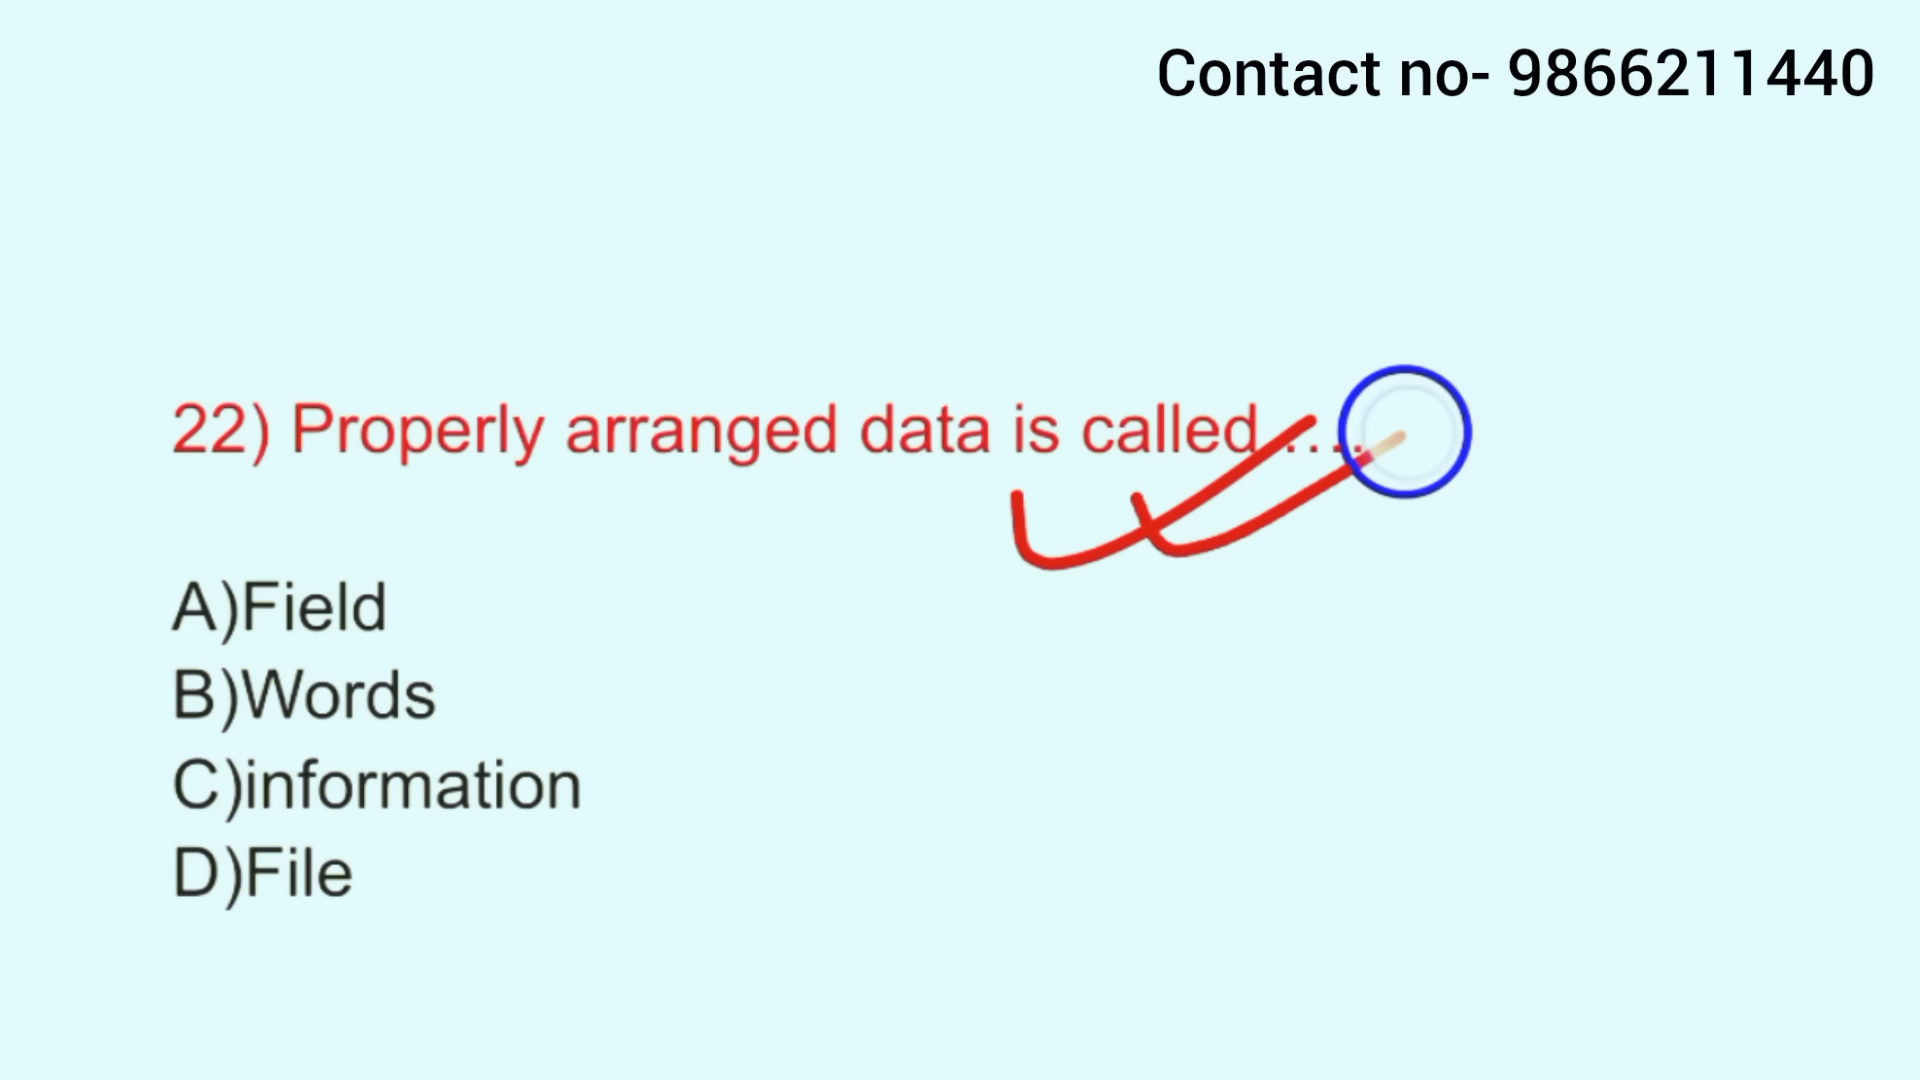 Contact no- 9866211440
22) Properly arranged data is called ....
A)Field
B)Words
C)information
D)File